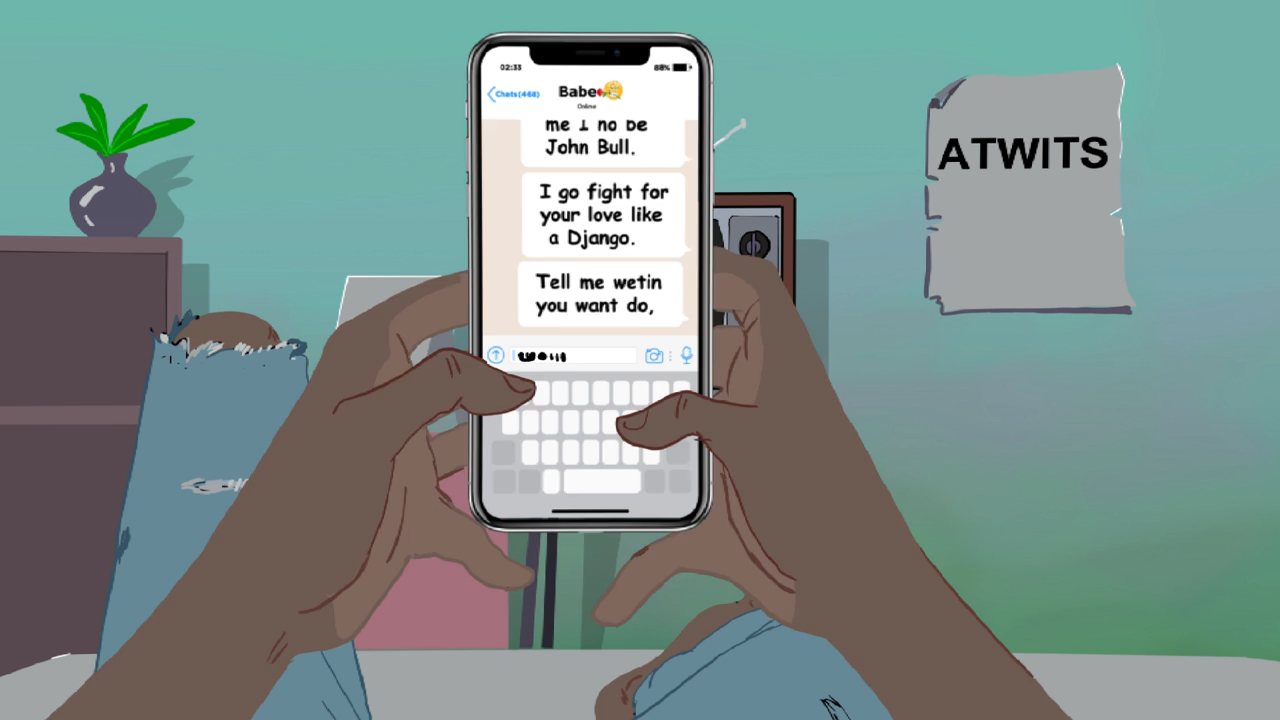 02:33
88%
Chats(468)
Babe
Online
me I no be
John Bull.
I go fight for
your love like
a Django.
Tell me wetin
you want do,
ATWITS